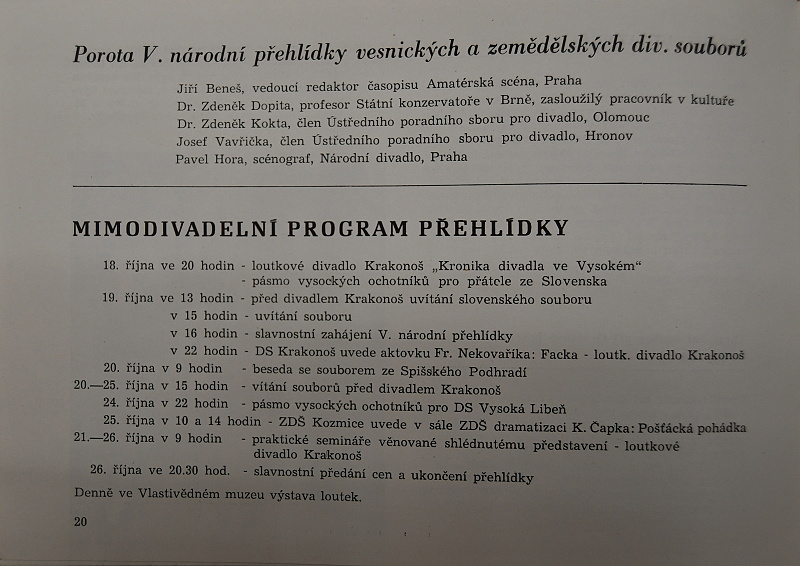 Porota V. národní přehlídky vesnických a zemědělských div. souborů
Jiří Beneš, vedoucí redaktor časopisu Amatérská scéna, Praha
Dr. Zdeněk Dopita, profesor Státní konzervatoře v Brně, zasloužilý pracovník v kultuře
Dr. Zdeněk Kokta, člen Ústředního poradního sboru pro divadlo, Olomouc
Josef Vavřička, člen Ústředního poradního sboru pro divadlo, Hronov
Pavel Hora, scénograf, Národní divadlo, Praha
MIMODIVADELNÍ PROGRAM PŘEHLÍDKY
18. října ve 20 hodin - loutkové divadlo Krakonoš „Kronika divadla ve Vysokém“
- pásmo vysockých ochotníků pro přátele ze Slovenska
19. října ve 13 hodin - před divadlem Krakonoš uvítání slovenského souboru
v 15 hodin - uvítání souboru
v 16 hodin - slavnostní zahájení V. národní přehlídky
v 22 hodin - DS Krakonoš uvede aktovku Fr. Nekovaříka: Facka - loutk. divadlo Krakonoš
20. října v 9 hodin - beseda se souborem ze Spišského Podhradí
20.—25. října v 15 hodin - vítání souborů před divadlem Krakonoš
24. října v 22 hodin - pásmo vysockých ochotníků pro DS Vysoká Libeň
25. října v 10 a 14 hodin - ZDŠ Kozmice uvede v sále ZDŠ dramatizaci K. Čapka: Pošťácká pohádka
21.—26. října v 9 hodin - praktické semináře věnované shlédnutému představení - loutkové
divadlo Krakonoš
26. října ve 20.30 hod. - slavnostní předání cen a ukončení přehlídky
Denně ve Vlastivědném muzeu výstava loutek.
20